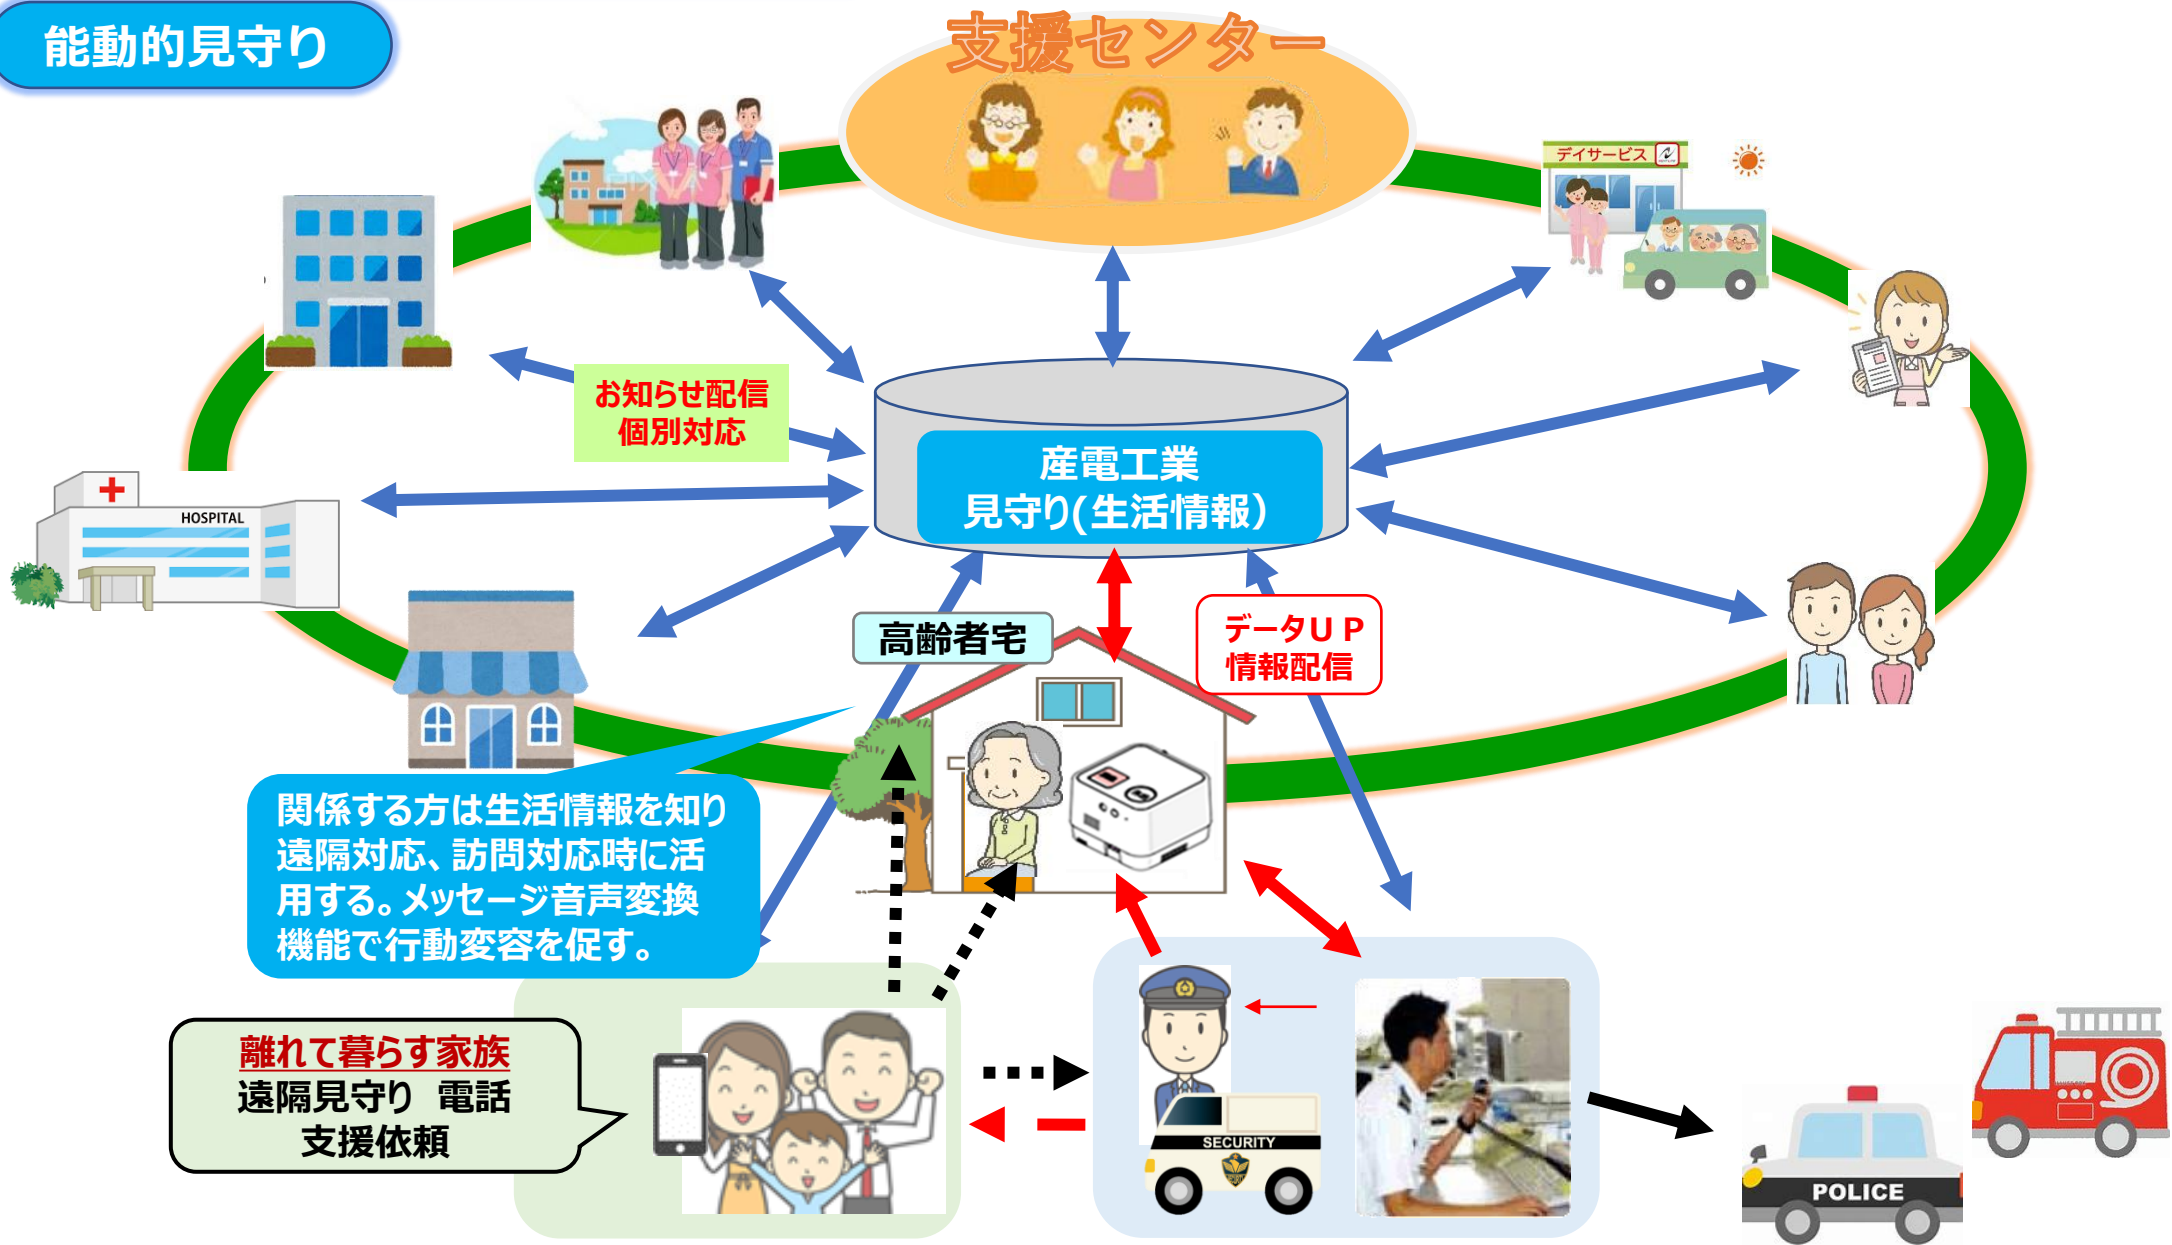 能動的見守り
支援センター
デイサービス
お知らせ配信
個別対応
産電工業
見守り(生活情報）
HOSPITAL
高齢者宅
データＵＰ
情報配信
関係する方は生活情報を知り
遠隔対応、訪問対応時に活
用する。メッセージ音声変換
機能で行動変容を促す。
離れて暮らす家族
遠隔見守り　電話
支援依頼
SECURITY
POLICE